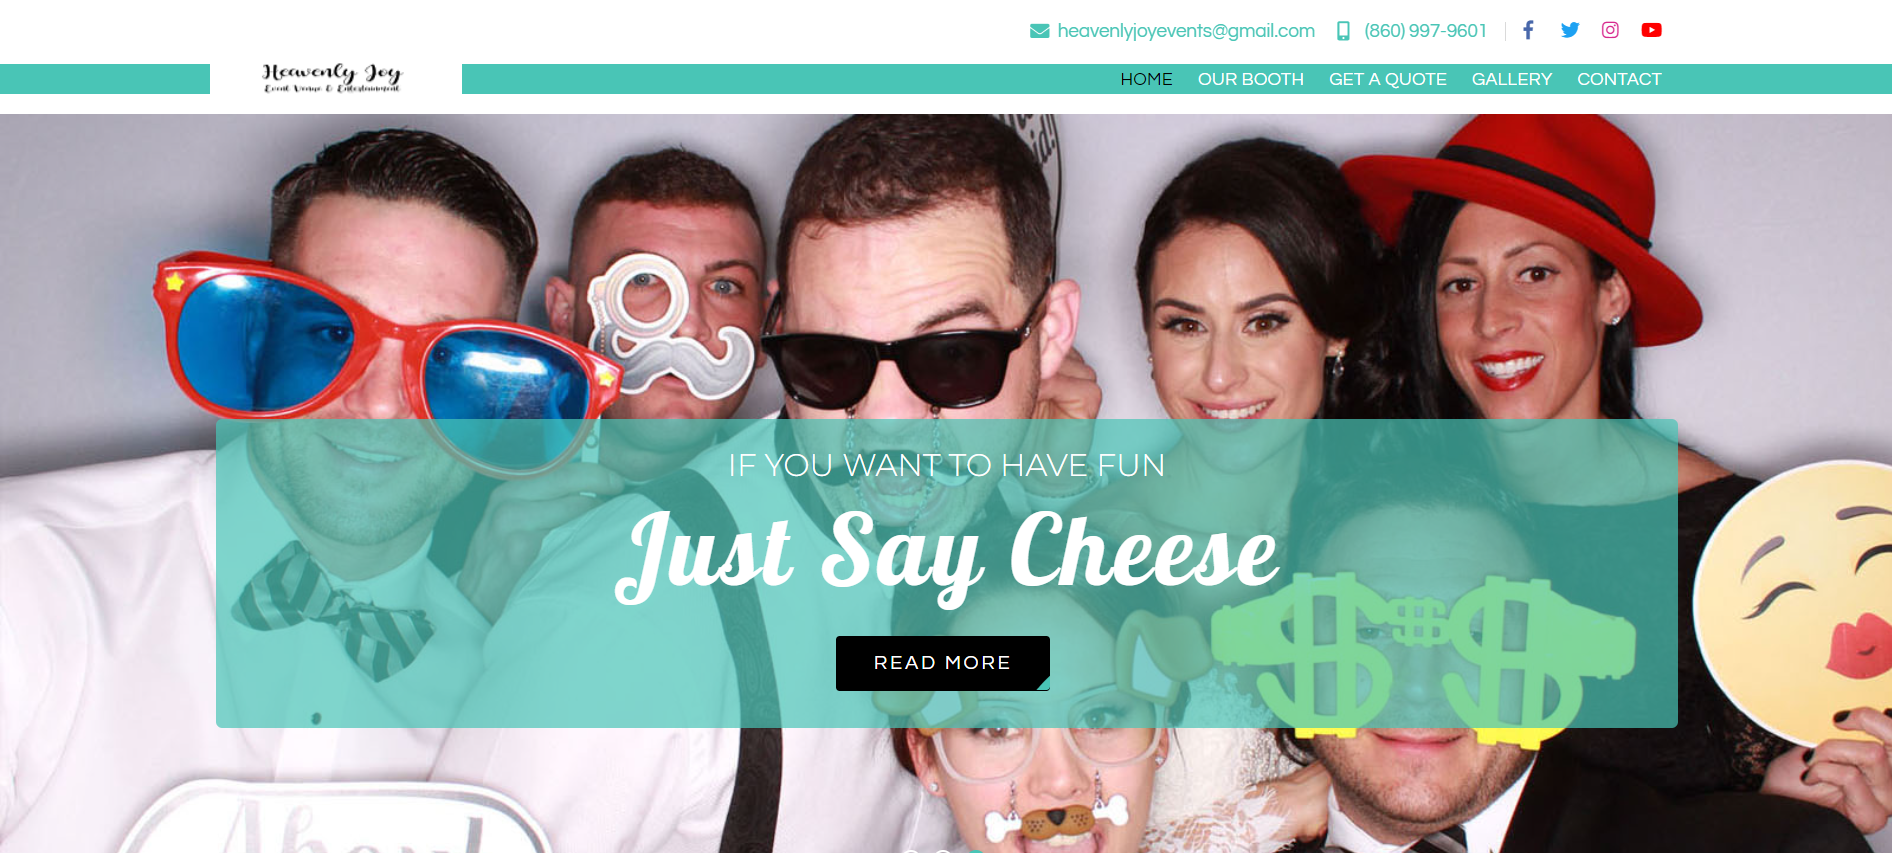 heavenlyjoyevents@gmail.com (860) 997-9601
Heavenly Joy
Event Venue & Entertainment
HOME OUR BOOTH GET A QUOTE GALLERY CONTACT
IF YOU WANT TO HAVE FUN
Just Say Cheese
READ MORE